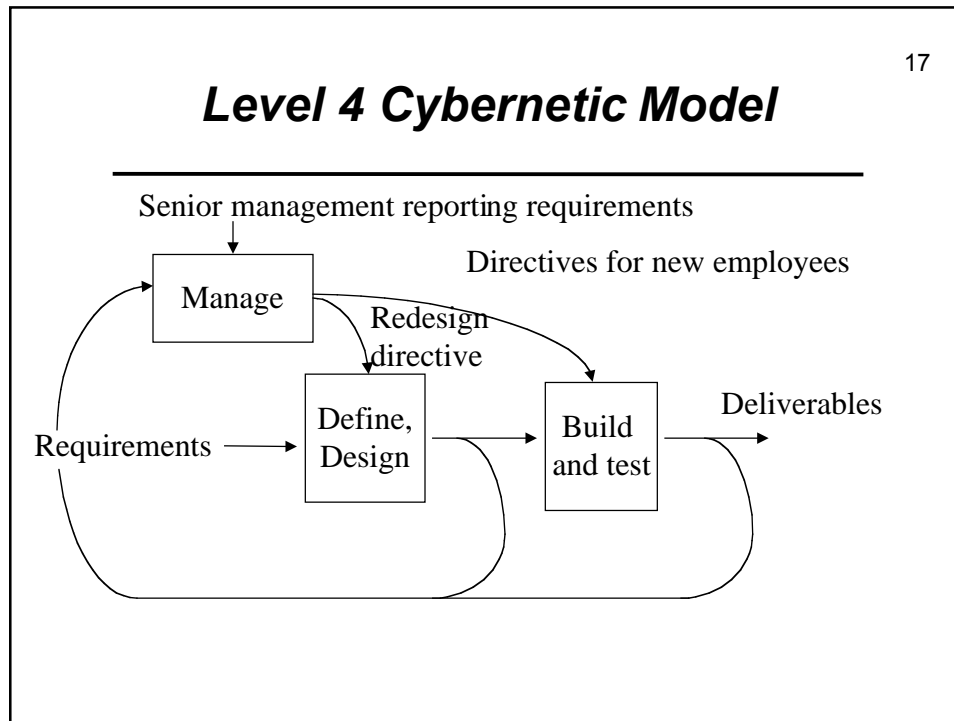 17
Level 4 Cybernetic Model
Senior management reporting requirements
Directives for new employees
Manage
Redesign
directive
Deliverables
Define,
Design
Build
and test
Requirements